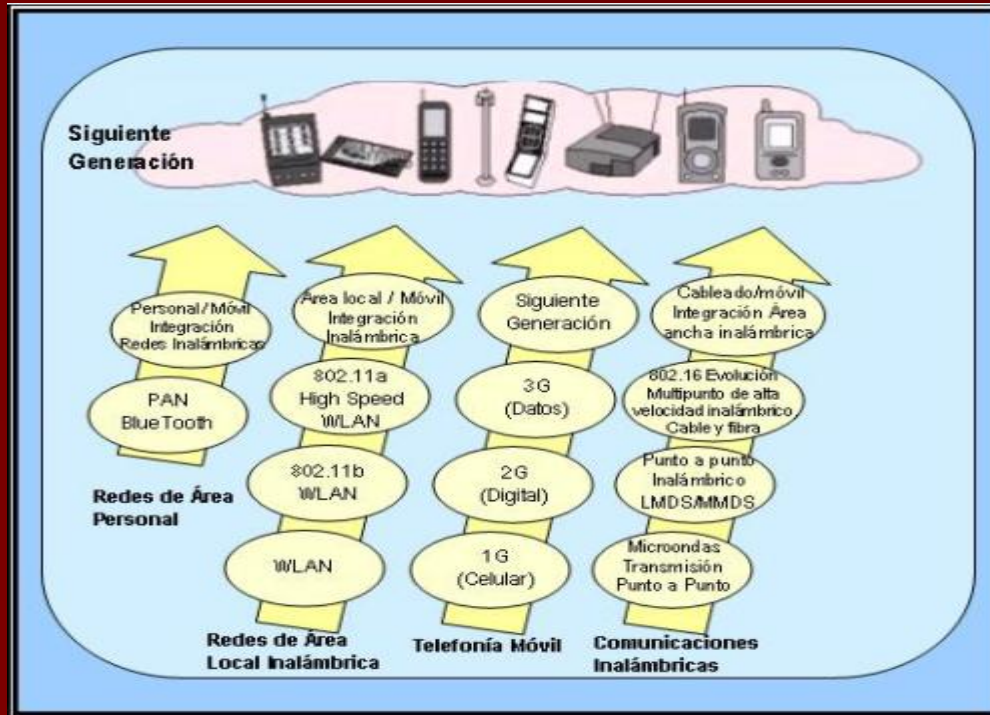 Siguiente
Generación
Personal/Móvil
Integración
Redes Inalámbricas
PAN
BlueTooth
Redes de Área
Personal
Área local / Móvil
Integración
Inalámbrica
802.11a
High Speed
WLAN
802.11b
WLAN
WLAN
Redes de Área
Local Inalámbrica
Siguiente
Generación
3G
(Datos)
2G
(Digital)
1G
(Celular)
Telefonía Móvil
Cableado/móvil
Integración Área
ancha inalámbrica
802.16 Evolución
Multipunto de alta
velocidad inalámbrico,
Cable y fibra
Punto a punto
Inalámbrico
LMDS/MMDS
Microondas
Transmisión
Punto a Punto
Comunicaciones
Inalámbricas